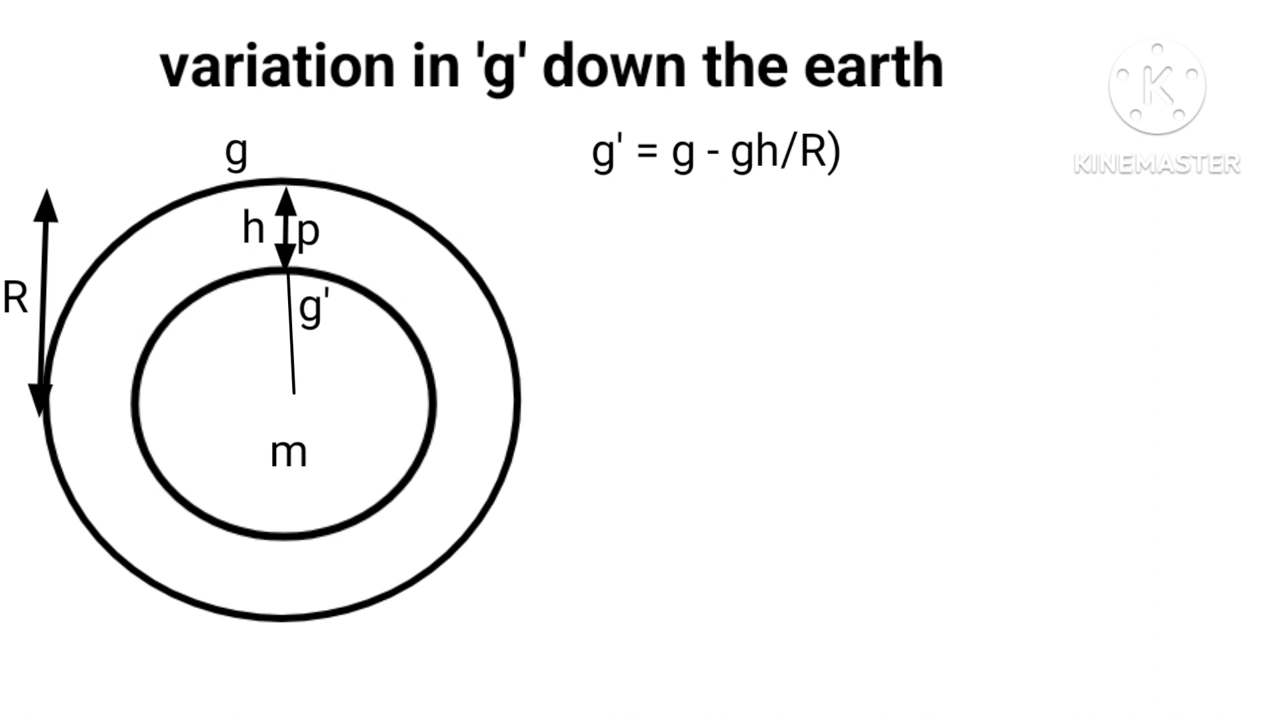 variation in 'g' down the earth
g
g' = g - gh/R)
K
KINEMASTER
h
p
R
g'
m